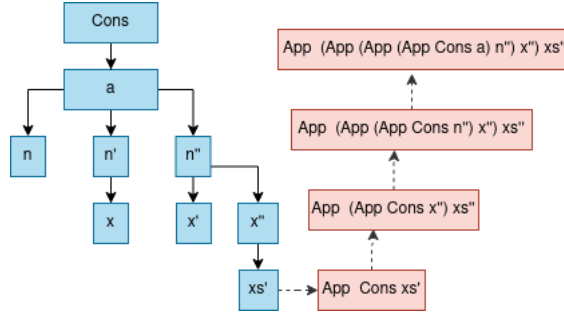 Cons
App (App (App (App Cons a) n'') x'') xs''
a
App (App (App Cons n'') x'') xs''
n
n'
n''
App (App Cons x'') xs''
x
x'
x''
xs'
App Cons xs'